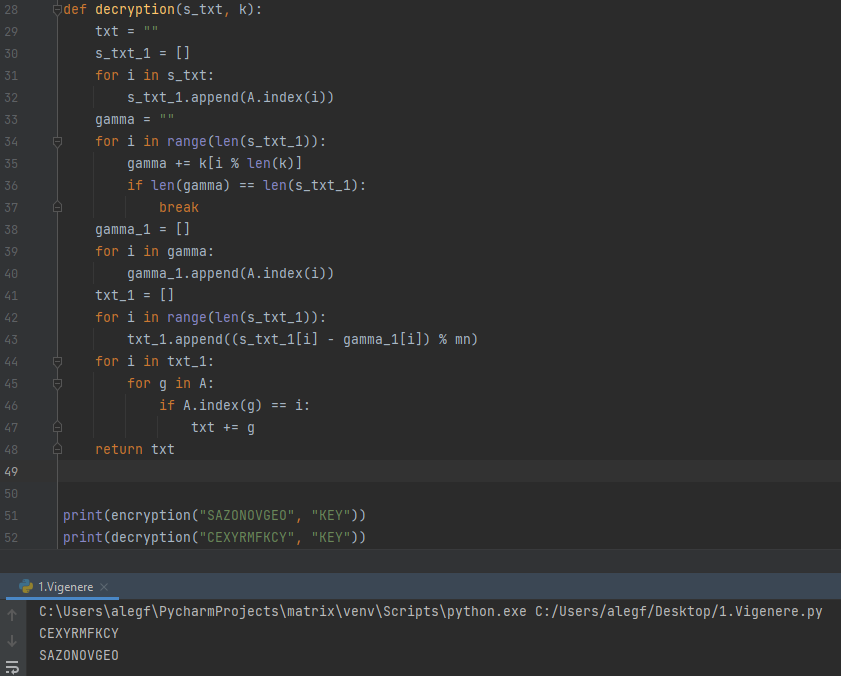 28 def decryption(s_txt, k):
29     txt = ""
30     s_txt_1 = []
31     for i in s_txt:
32         s_txt_1.append(A.index(i))
33     gamma = ""
34     for i in range(len(s_txt_1)):
35         gamma += k[i % len(k)]
36         if len(gamma) == len(s_txt_1):
37             break
38     gamma_1 = []
39     for i in gamma:
40         gamma_1.append(A.index(i))
41     txt_1 = []
42     for i in range(len(s_txt_1)):
43         txt_1.append((s_txt_1[i] - gamma_1[i]) % mn)
44     for i in txt_1:
45         for g in A:
46             if A.index(g) == i:
47                 txt += g
48     return txt
49
50
51 print(encryption("SAZONOVGEO", "KEY"))
52 print(decryption("CEXYRMFKCY", "KEY"))
1.Vigenere
C:\Users\alegf\PycharmProjects\matrix\venv\Scripts\python.exe C:/Users/alegf/Desktop/1.Vigenere.py
CEXYRMFKCY
SAZONOVGEO